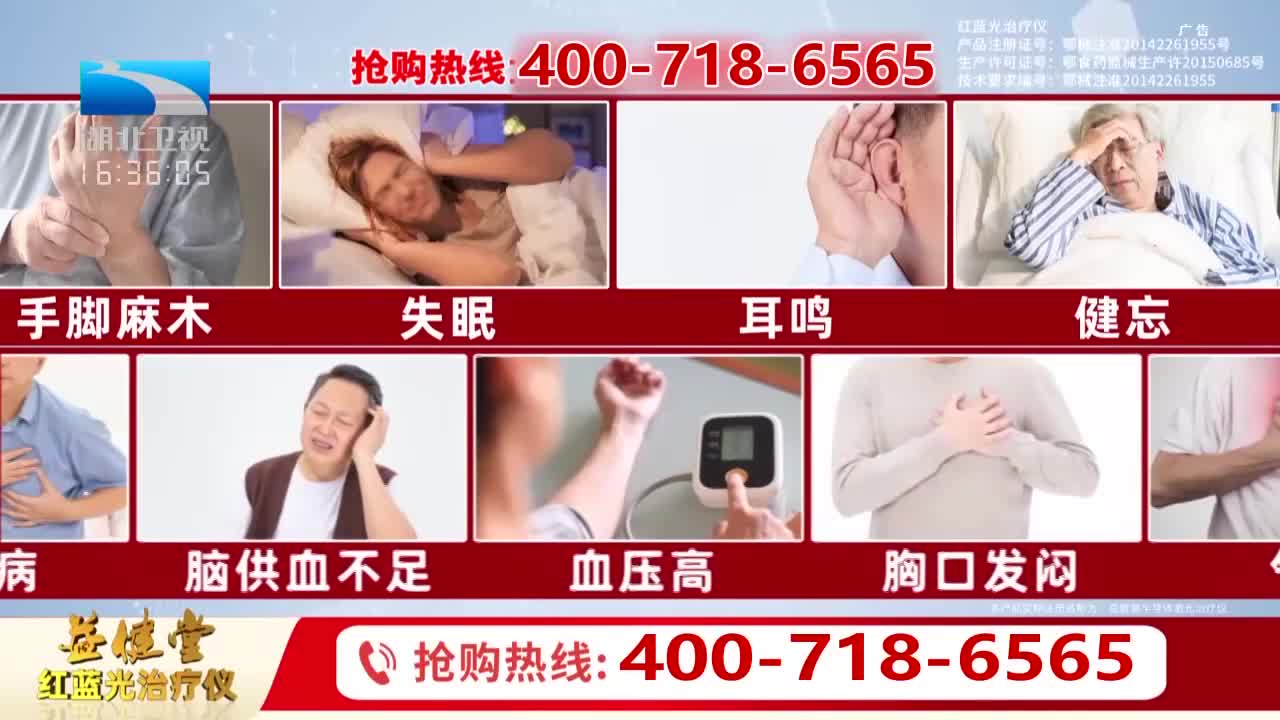 红蓝光治疗仪
广告
产品注册证号：鄂械注准20142261955号
生产许可证号：鄂食药监械生产许20150685号
技术要求编号：鄂械注准20142261955
抢购热线:400-718-6565
湖北卫视
16:36:05
手脚麻木
失眠
耳鸣
健忘
病
脑供血不足
血压高
胸口发闷
益健堂
红蓝光治疗仪
抢购热线:400-718-6565